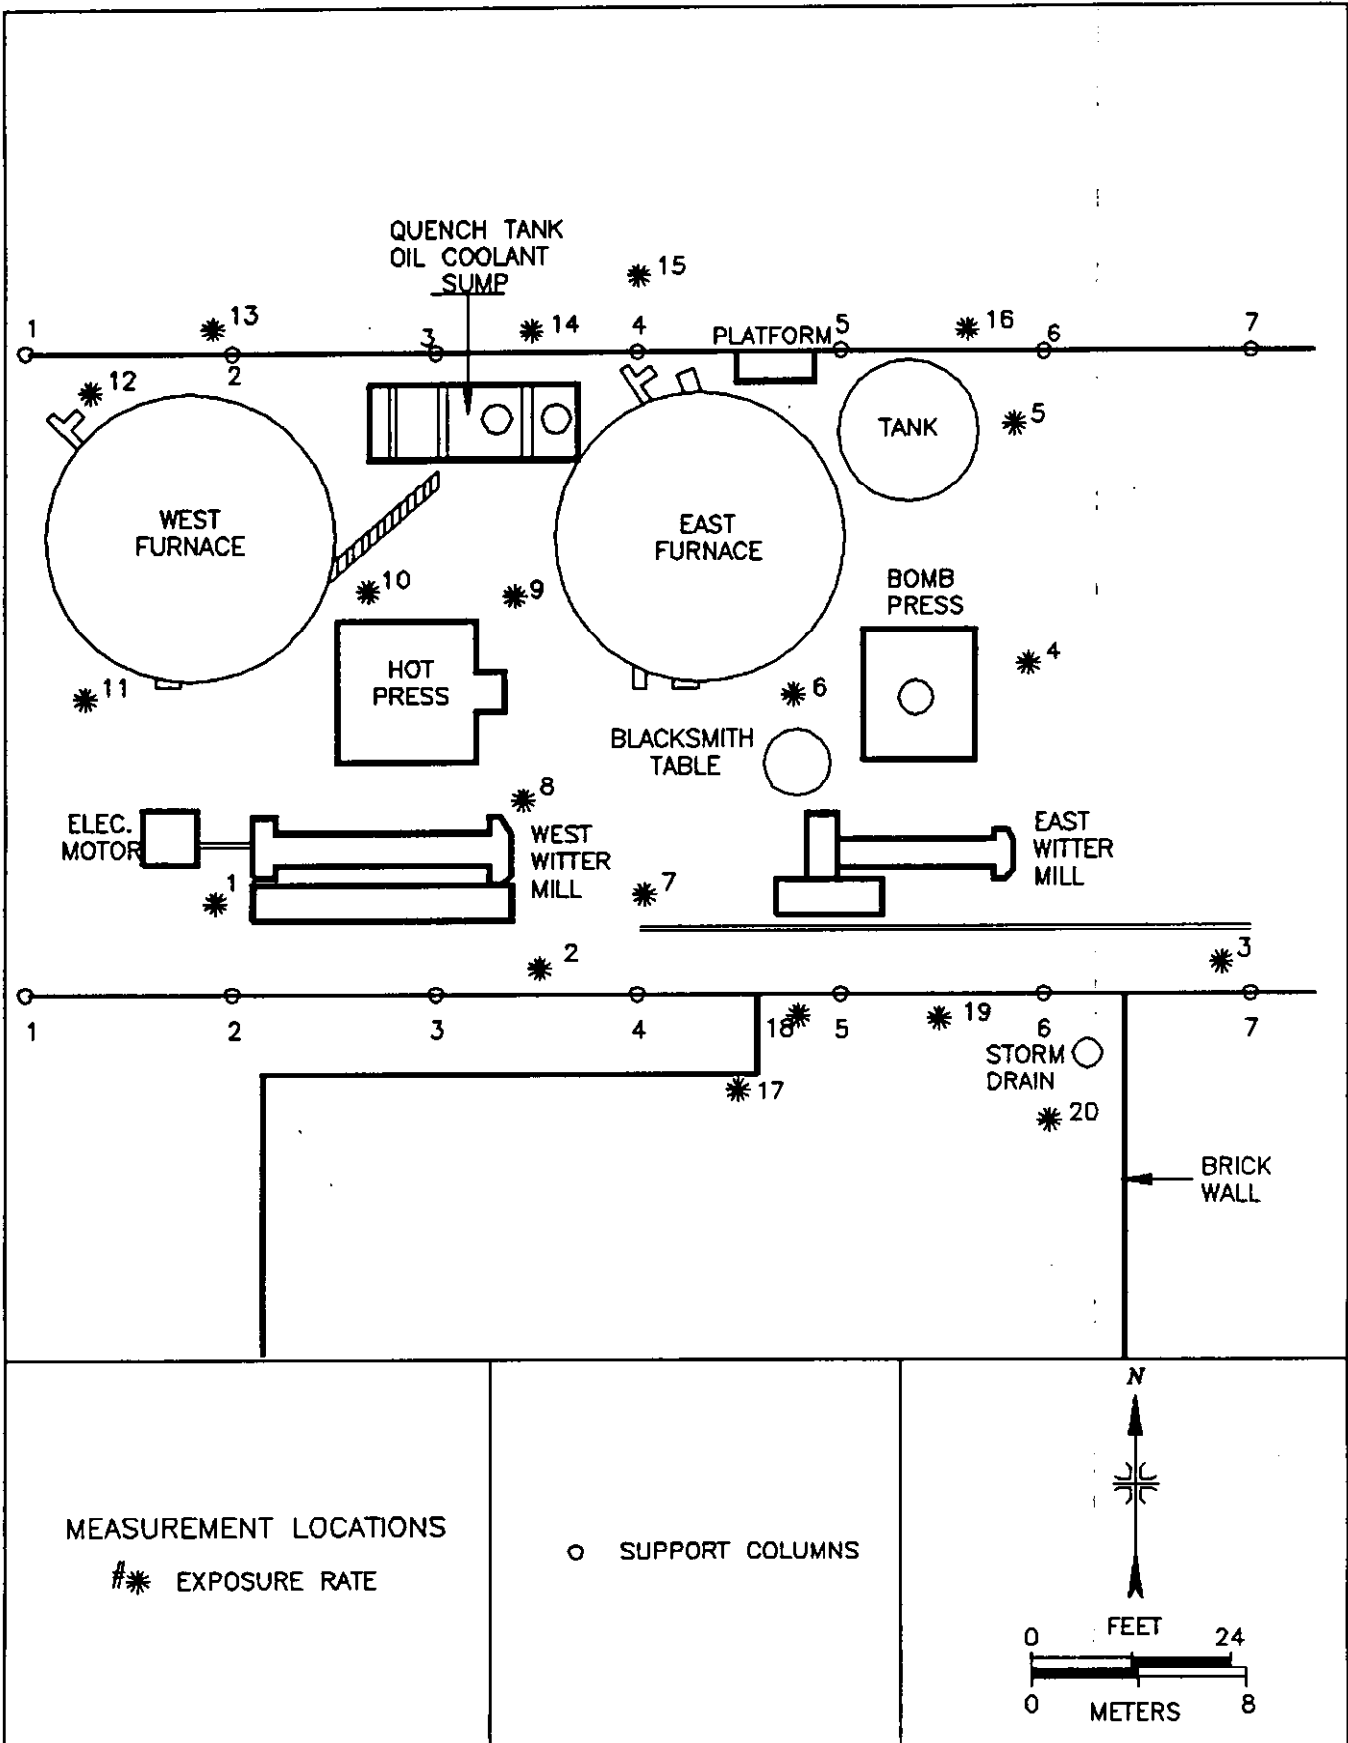 QUENCH TANK
OIL COOLANT
SUMP
15
13
14
16
1
2
3
4
PLATFORM
5
6
7
12
5
TANK
WEST
FURNACE
EAST
FURNACE
10
9
BOMB
PRESS
HOT
PRESS
4
11
6
BLACKSMITH
TABLE
8
ELEC.
MOTOR
WEST
WITTER
MILL
EAST
WITTER
MILL
1
7
2
3
1
2
3
4
18
5
19
6
7
STORM
DRAIN
17
20
BRICK
WALL
N
MEASUREMENT LOCATIONS
#✳ EXPOSURE RATE
SUPPORT COLUMNS
FEET
0 24
0 METERS 8